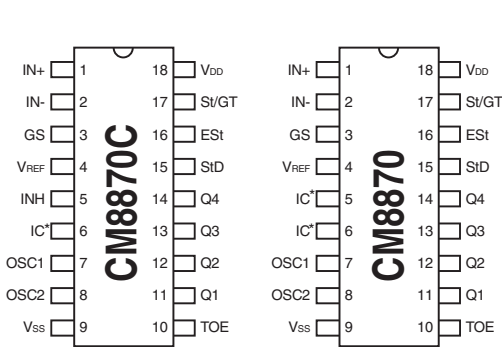 IN+ 1 18 VDD
IN- 2 17 St/GT
GS 3 16 ESt
VREF 4 15 StD
INH 5 14 Q4
IC* 6 13 Q3
OSC1 7 12 Q2
OSC2 8 11 Q1
VSS 9 10 TOE
CM8870C
IN+ 1 18 VDD
IN- 2 17 St/GT
GS 3 16 ESt
VREF 4 15 StD
IC* 5 14 Q4
IC* 6 13 Q3
OSC1 7 12 Q2
OSC2 8 11 Q1
VSS 9 10 TOE
CM8870